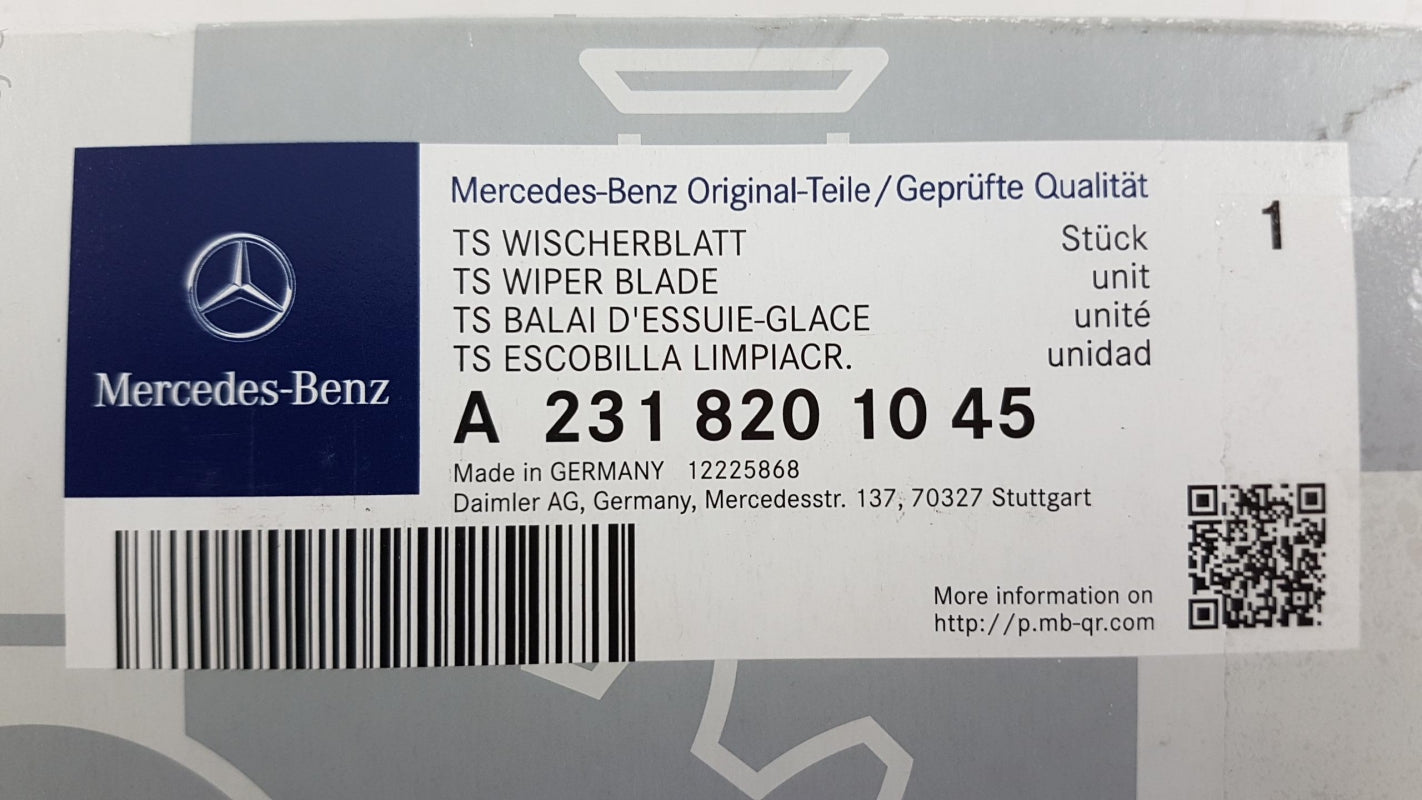 Mercedes-Benz
Mercedes-Benz Original-Teile/Geprüfte Qualität
TS WISCHERBLATT Stück 1
TS WIPER BLADE unit
TS BALAI D'ESSUIE-GLACE unité
TS ESCOBILLA LIMPIACR. unidad
A 231 820 10 45
Made in GERMANY 12225868
Daimler AG, Germany, Mercedesstr. 137, 70327 Stuttgart
More information on
http://p.mb-qr.com